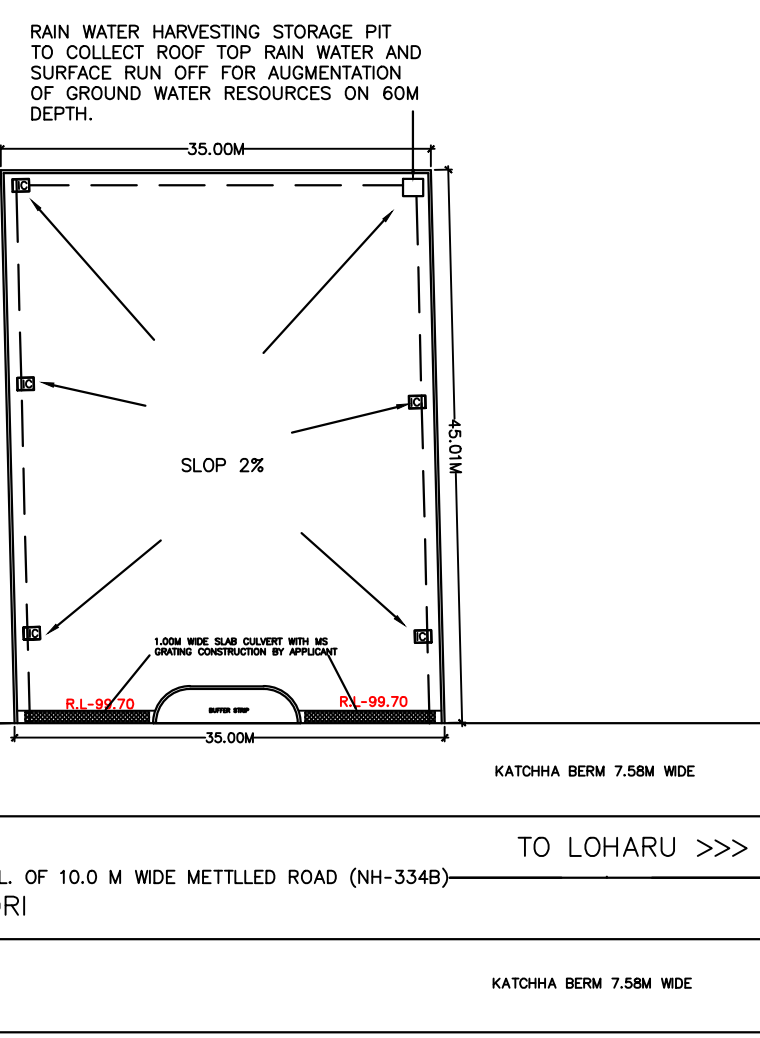 RAIN WATER HARVESTING STORAGE PIT
TO COLLECT ROOF TOP RAIN WATER AND
SURFACE RUN OFF FOR AUGMENTATION
OF GROUND WATER RESOURCES ON 60M
DEPTH.
35.00M
IC
IC
IC
45.01M
SLOP 2%
IC
IC
1.00M WIDE SLAB CULVERT WITH MS
GRATING CONSTRUCTION BY APPLICANT
R.L-99.70
R.L-99.70
BUFFER STRIP
35.00M
KATCHHA BERM 7.58M WIDE
TO LOHARU >>>
L. OF 10.0 M WIDE METTLLED ROAD (NH-334B)
ORI
KATCHHA BERM 7.58M WIDE